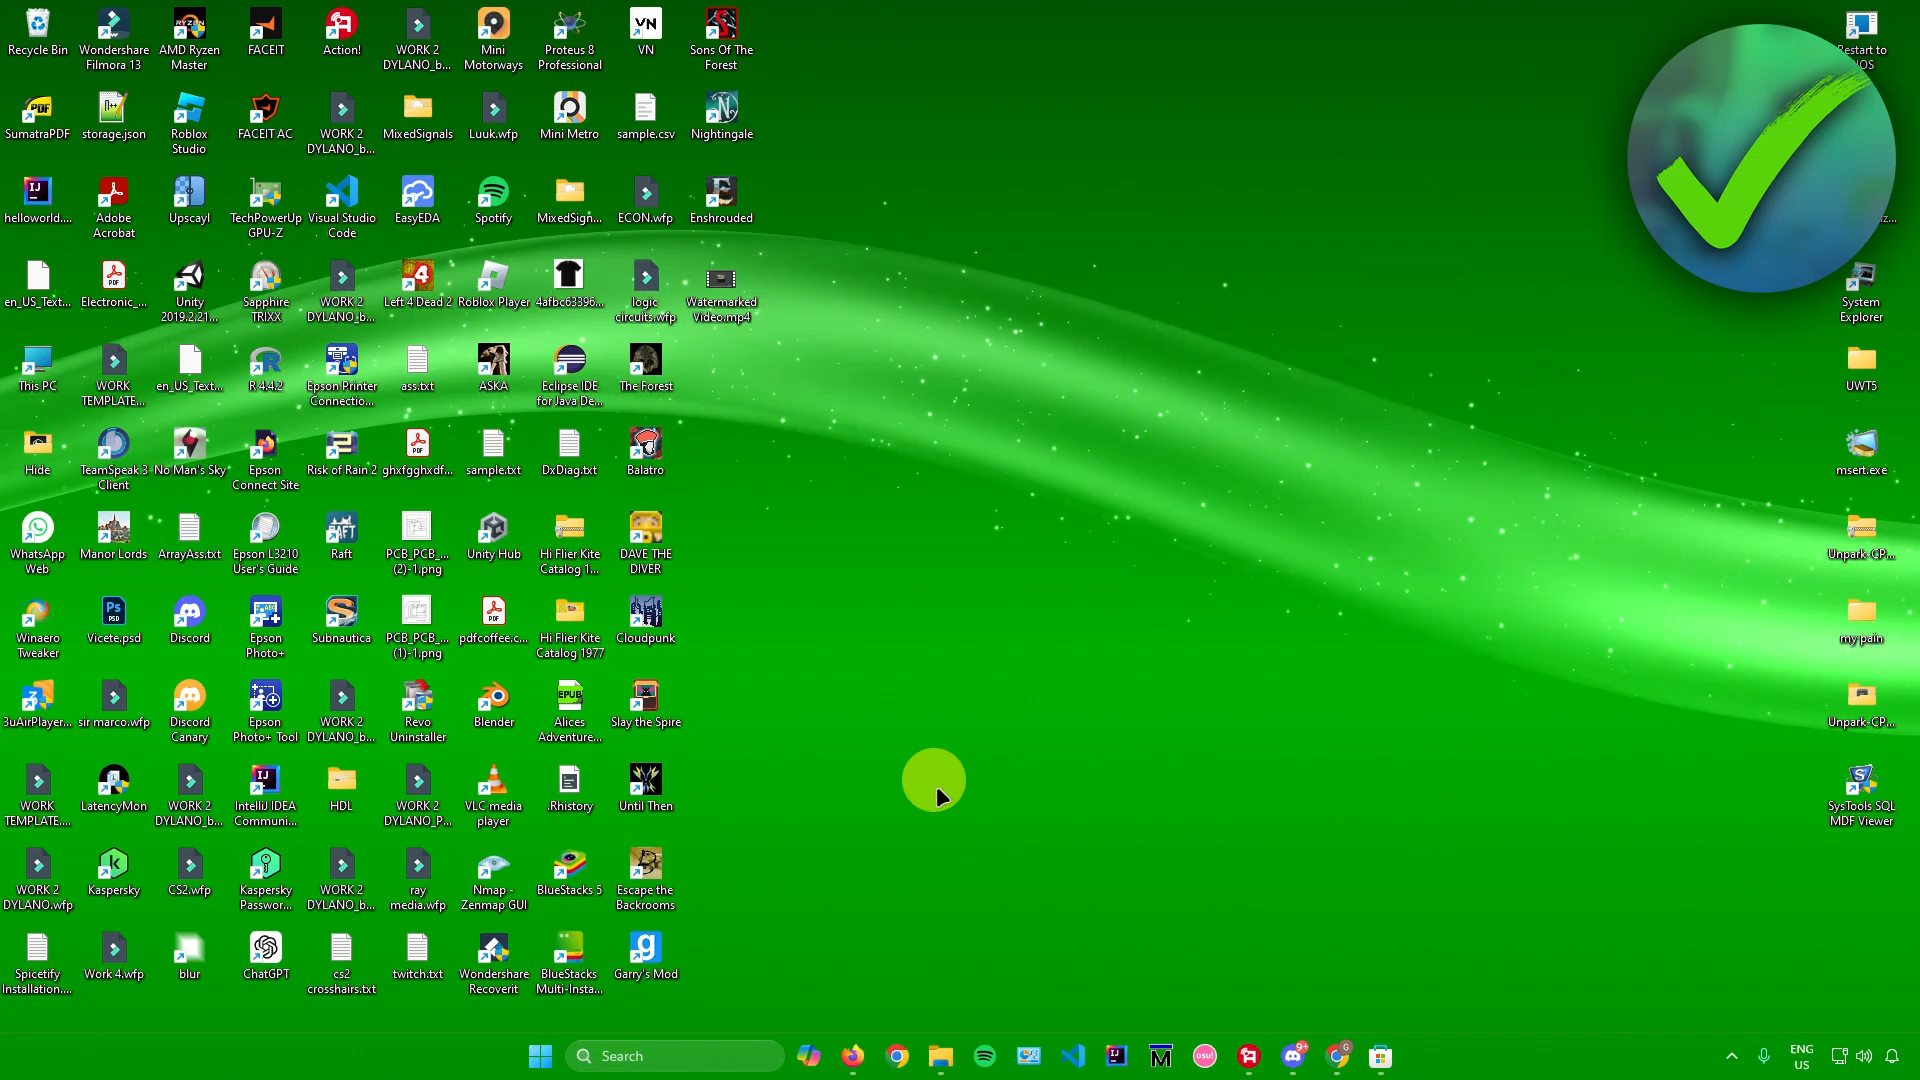 Recycle Bin
Wondershare
Filmora 13
AMD Ryzen
Master
FACEIT
Action!
WORK 2
DYLANO_b...
Mini
Motorways
Proteus 8
Professional
VN
Sons Of The
Forest
Restart to
SumatraPDF
storage.json
Roblox
Studio
FACEIT AC
WORK 2
DYLANO_b...
MixedSignals
Luuk.wfp
Mini Metro
sample.csv
Nightingale
helloworld....
Adobe
Acrobat
Upscayl
TechPowerUp
GPU-Z
Visual Studio
Code
EasyEDA
Spotify
MixedSign...
ECON.wfp
Enshrouded
en_US_Text...
Electronic_...
Unity
2019.2.21...
Sapphire
TRIXX
WORK 2
DYLANO_b...
Left 4 Dead 2
Roblox Player
4afbc63396...
logic
circuits.wfp
Watermarked
Video.mp4
System
Explorer
This PC
WORK
TEMPLATE...
en_US_Text...
R 4.4.2
Epson Printer
Connectio...
ass.txt
ASKA
Eclipse IDE
for Java De...
The Forest
UWT5
Hide
TeamSpeak 3
Client
No Man's Sky
Epson
Connect Site
Risk of Rain 2
ghxfgghxdf...
sample.txt
DxDiag.txt
Balatro
msert.exe
WhatsApp
Web
Manor Lords
ArrayAss.txt
Epson L3210
User's Guide
Raft
PCB_PCB_...
(2)-1.png
Unity Hub
Hi Flier Kite
Catalog 1...
DAVE THE
DIVER
Unpark-CP...
Winaero
Tweaker
Vicete.psd
Discord
Epson
Photo+
Subnautica
PCB_PCB_...
(1)-1.png
pdfcoffee.c...
Hi Flier Kite
Catalog 1977
Cloudpunk
my pain
3uAirPlayer...
sir marco.wfp
Discord
Canary
Epson
Photo+ Tool
WORK 2
DYLANO_b...
Revo
Uninstaller
Blender
Alices
Adventure...
Slay the Spire
Unpark-CP...
WORK
TEMPLATE....
LatencyMon
WORK 2
DYLANO_b...
IntelliJ IDEA
Communi...
HDL
WORK 2
DYLANO_P...
VLC media
player
.Rhistory
Until Then
SysTools SQL
MDF Viewer
WORK 2
DYLANO.wfp
Kaspersky
CS2.wfp
Kaspersky
Passwor...
WORK 2
DYLANO_b...
ray
media.wfp
Nmap -
Zenmap GUI
BlueStacks 5
Escape the
Backrooms
Spicetify
Installation....
Work 4.wfp
blur
ChatGPT
cs2
crosshairs.txt
twitch.txt
Wondershare
Recoverit
BlueStacks
Multi-Insta...
Garry's Mod
Search
ENG
US